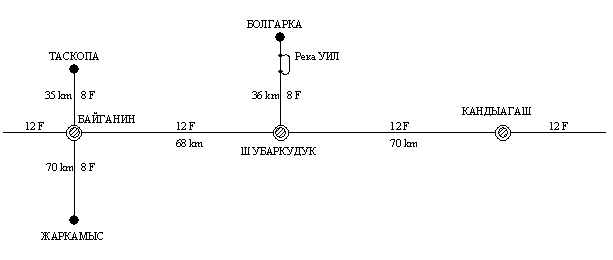 БОЛГАРКА
ТАСКОПА
Река УИЛ
35 km 8 F
36 km 8 F
КАНДЫАГАШ
БАЙГАНИН
12 F
12 F
12 F
12 F
68 km
70 km
ШУБАРКУДУК
70 km 8 F
ЖАРКАМЫС